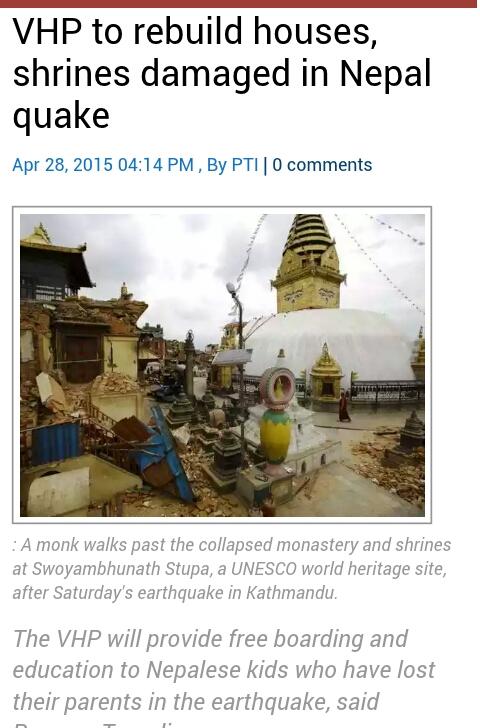 VHP to rebuild houses,
shrines damaged in Nepal
quake
Apr 28, 2015 04:14 PM , By PTI | 0 comments
: A monk walks past the collapsed monastery and shrines
at Swoyambhunath Stupa, a UNESCO world heritage site,
after Saturday's earthquake in Kathmandu.
The VHP will provide free boarding and
education to Nepalese kids who have lost
their parents in the earthquake, said